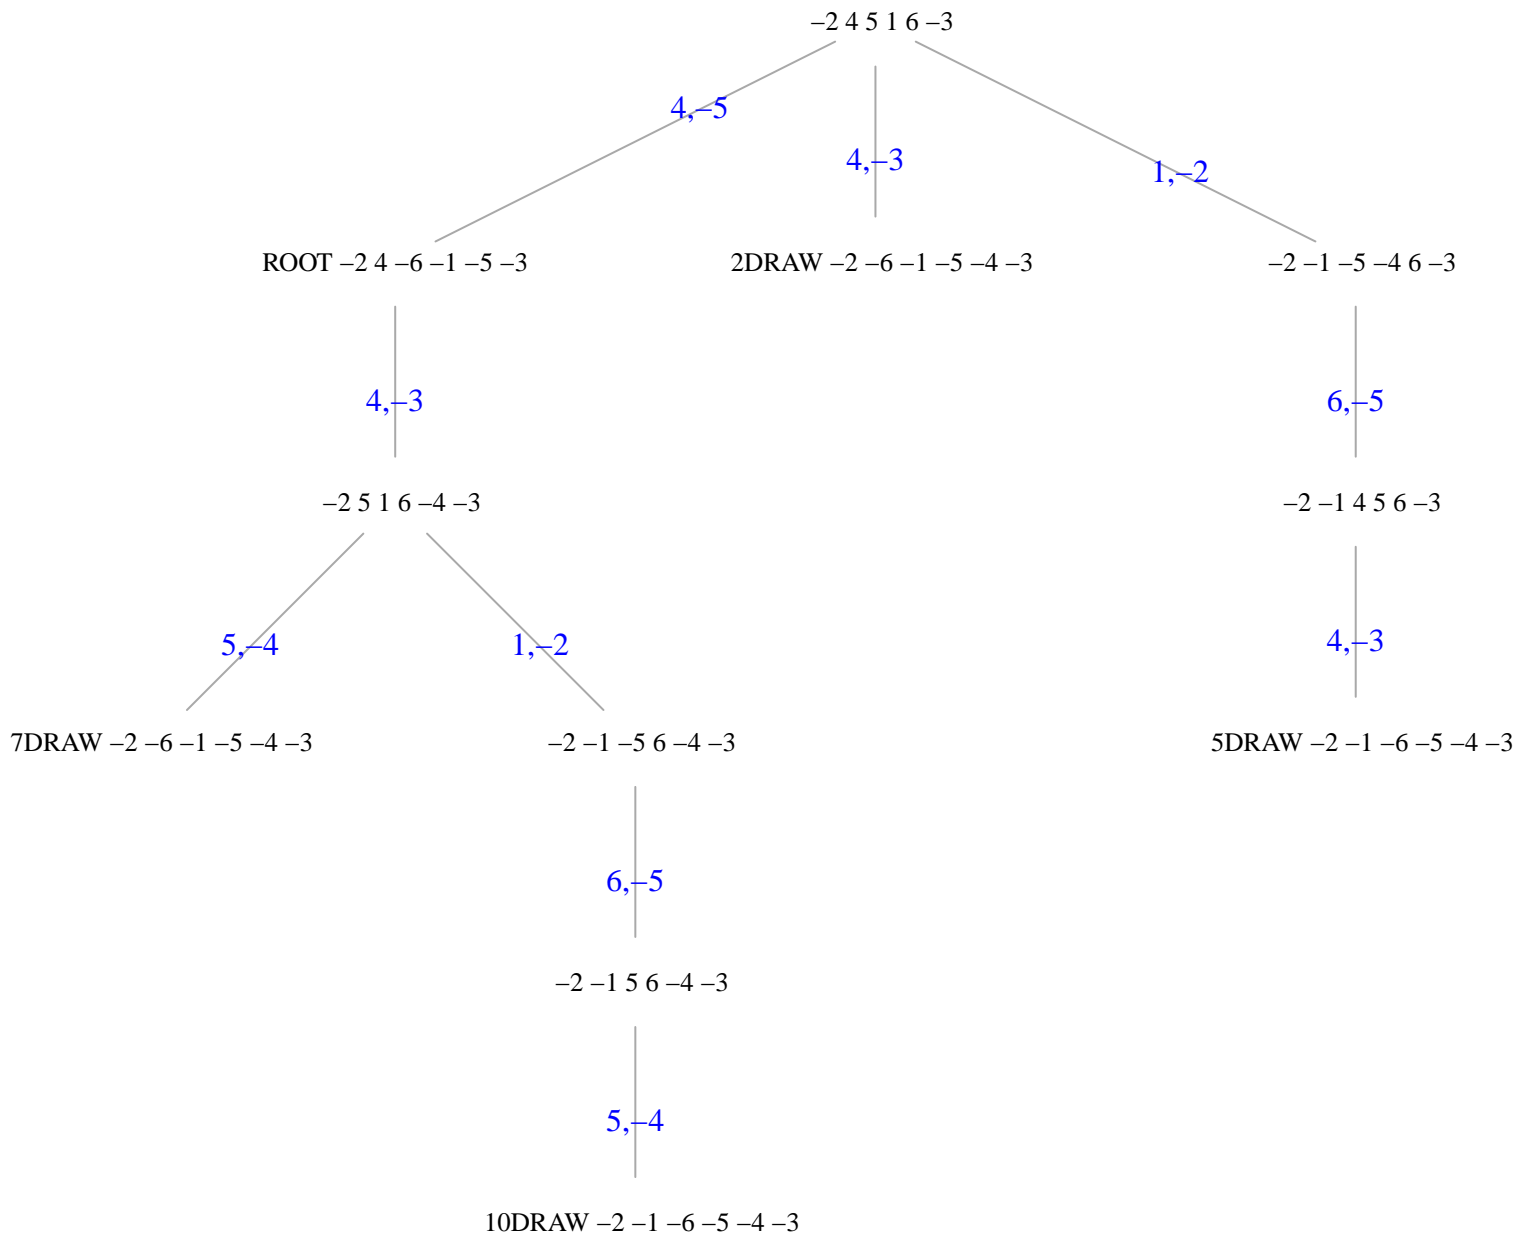 –2 4 5 1 6 –3
4,–5
4,–3
1,–2
ROOT –2 4 –6 –1 –5 –3
2DRAW –2 –6 –1 –5 –4 –3
–2 –1 –5 –4 6 –3
4,–3
6,–5
–2 5 1 6 –4 –3
–2 –1 4 5 6 –3
5,–4
1,–2
4,–3
7DRAW –2 –6 –1 –5 –4 –3
–2 –1 –5 6 –4 –3
5DRAW –2 –1 –6 –5 –4 –3
6,–5
–2 –1 5 6 –4 –3
5,–4
10DRAW –2 –1 –6 –5 –4 –3